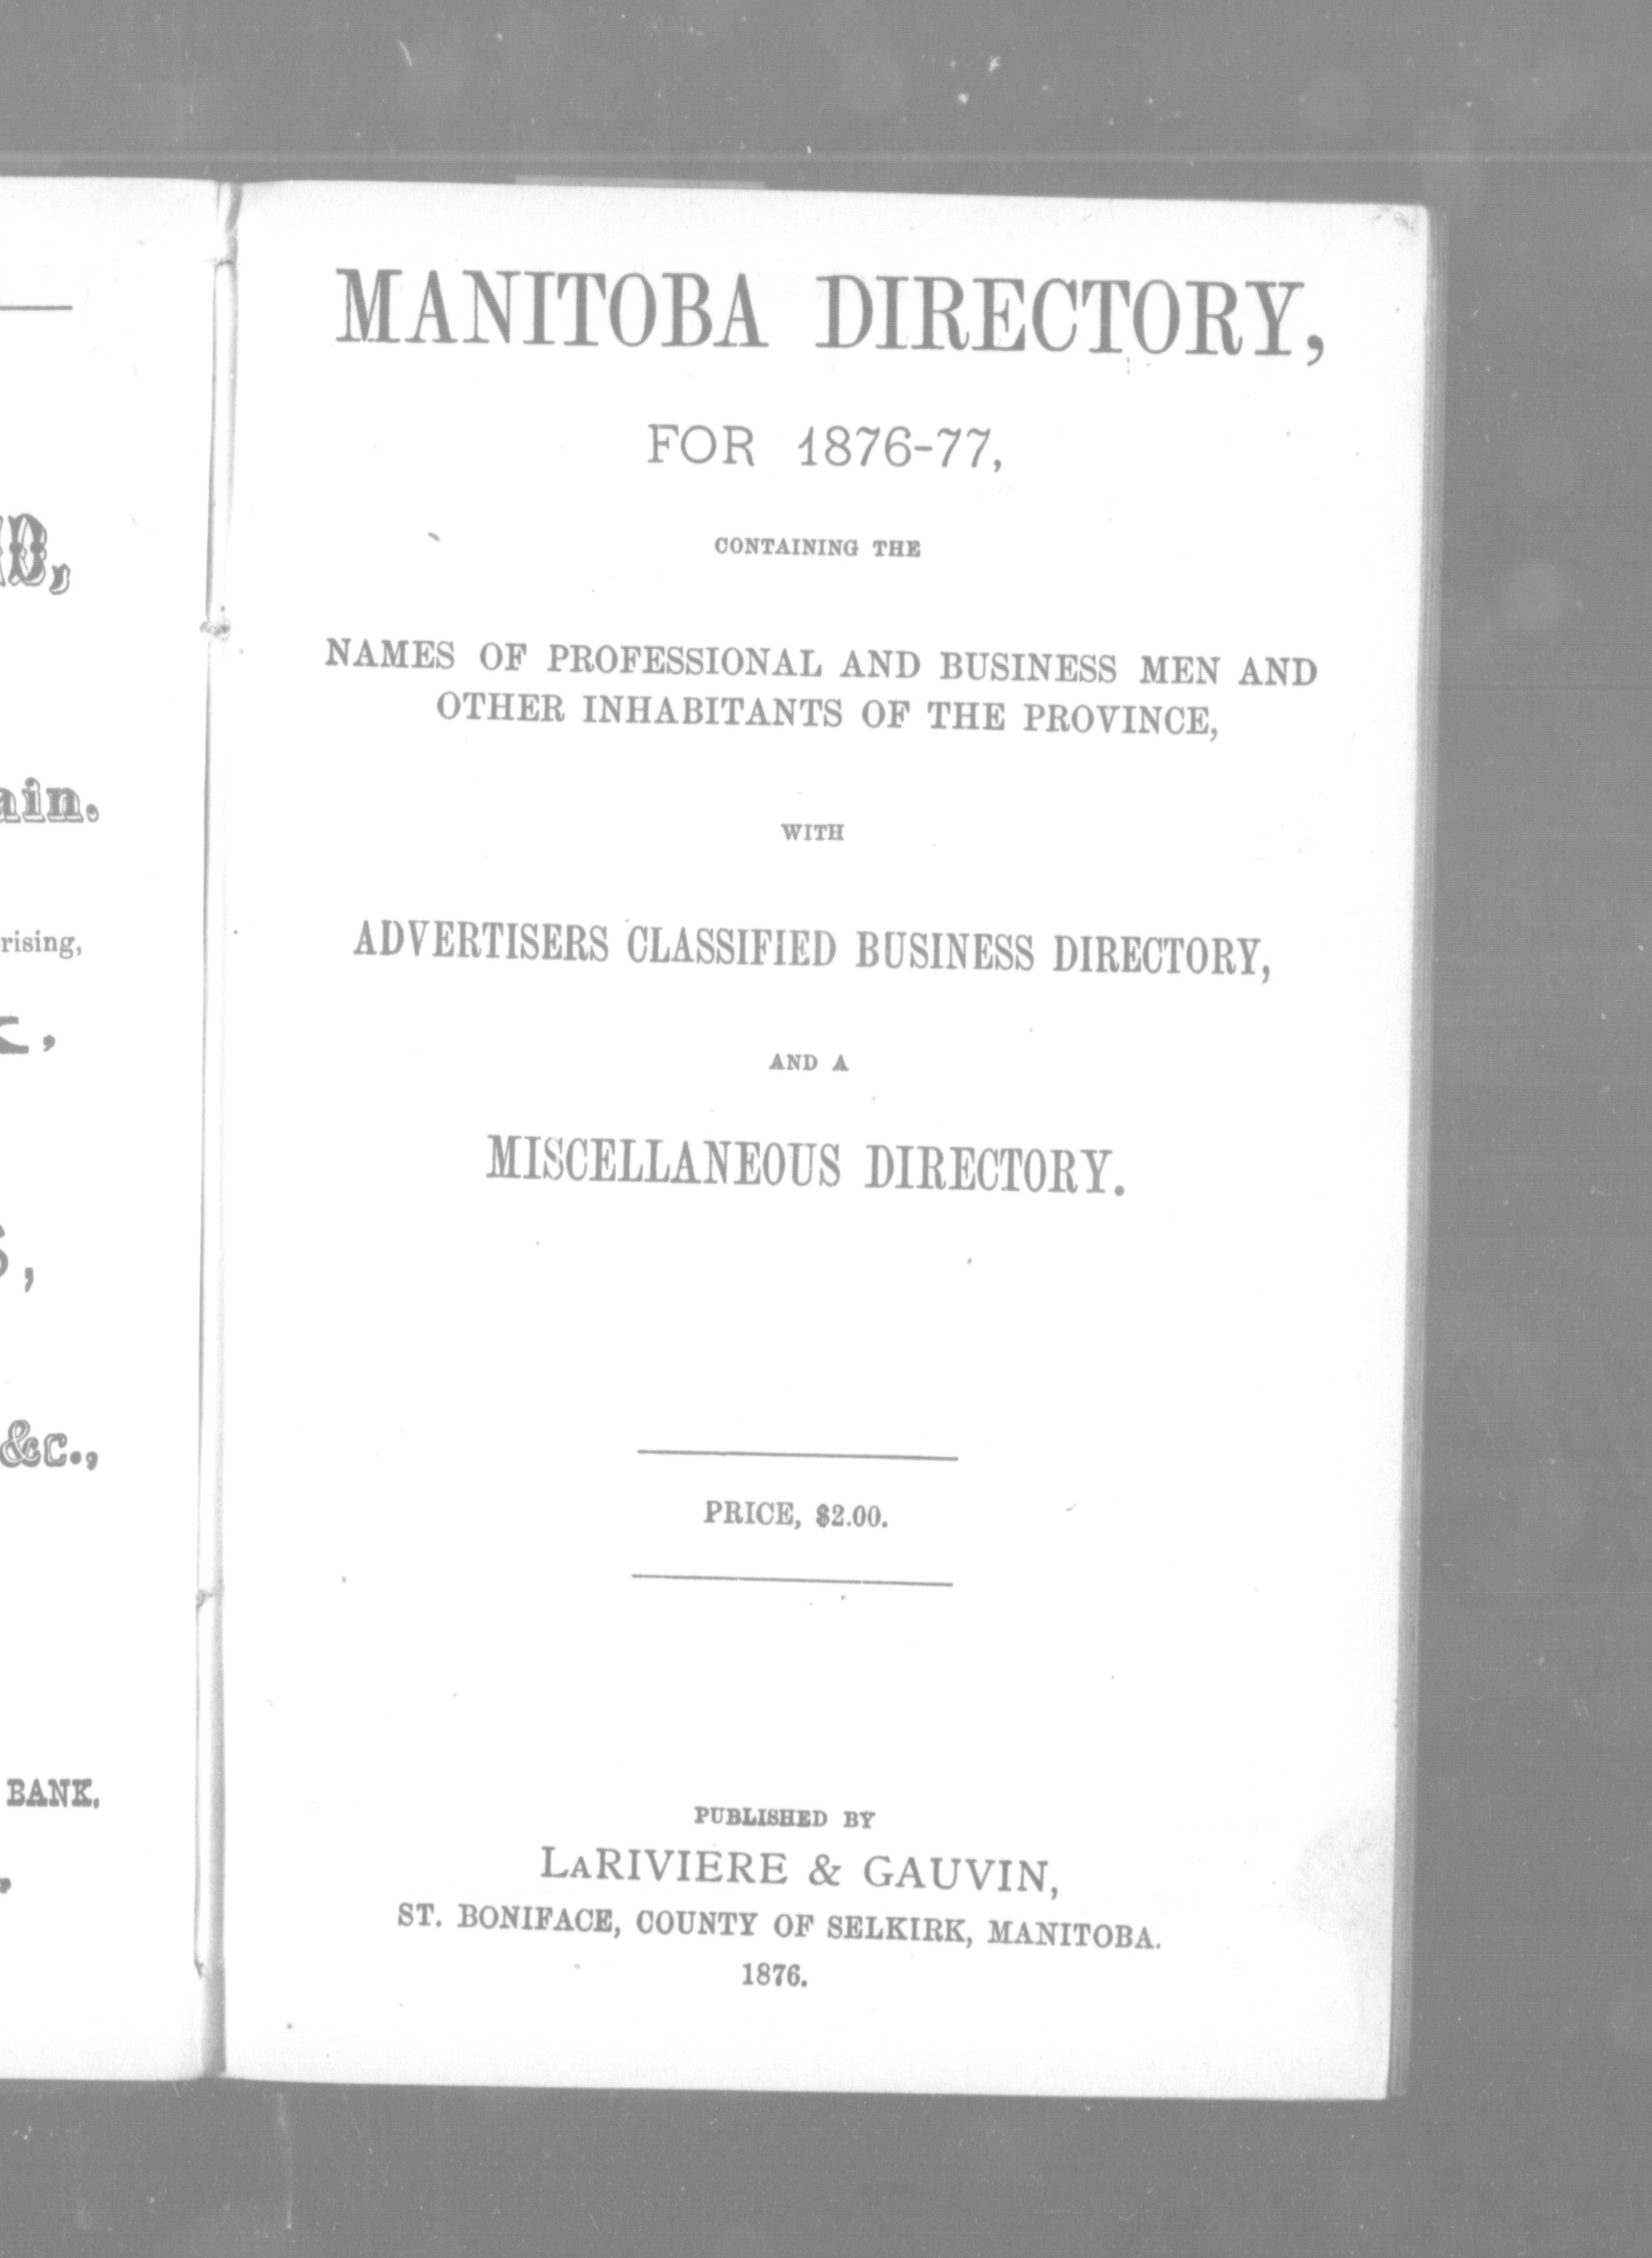 rising,
&c.,
BANK,
MANITOBA DIRECTORY,
FOR 1876-77,
CONTAINING THE
NAMES OF PROFESSIONAL AND BUSINESS MEN AND
OTHER INHABITANTS OF THE PROVINCE,
WITH
ADVERTISERS CLASSIFIED BUSINESS DIRECTORY,
AND A
MISCELLANEOUS DIRECTORY.
PRICE, $2.00.
PUBLISHED BY
LARIVIERE & GAUVIN,
ST. BONIFACE, COUNTY OF SELKIRK, MANITOBA.
1876.